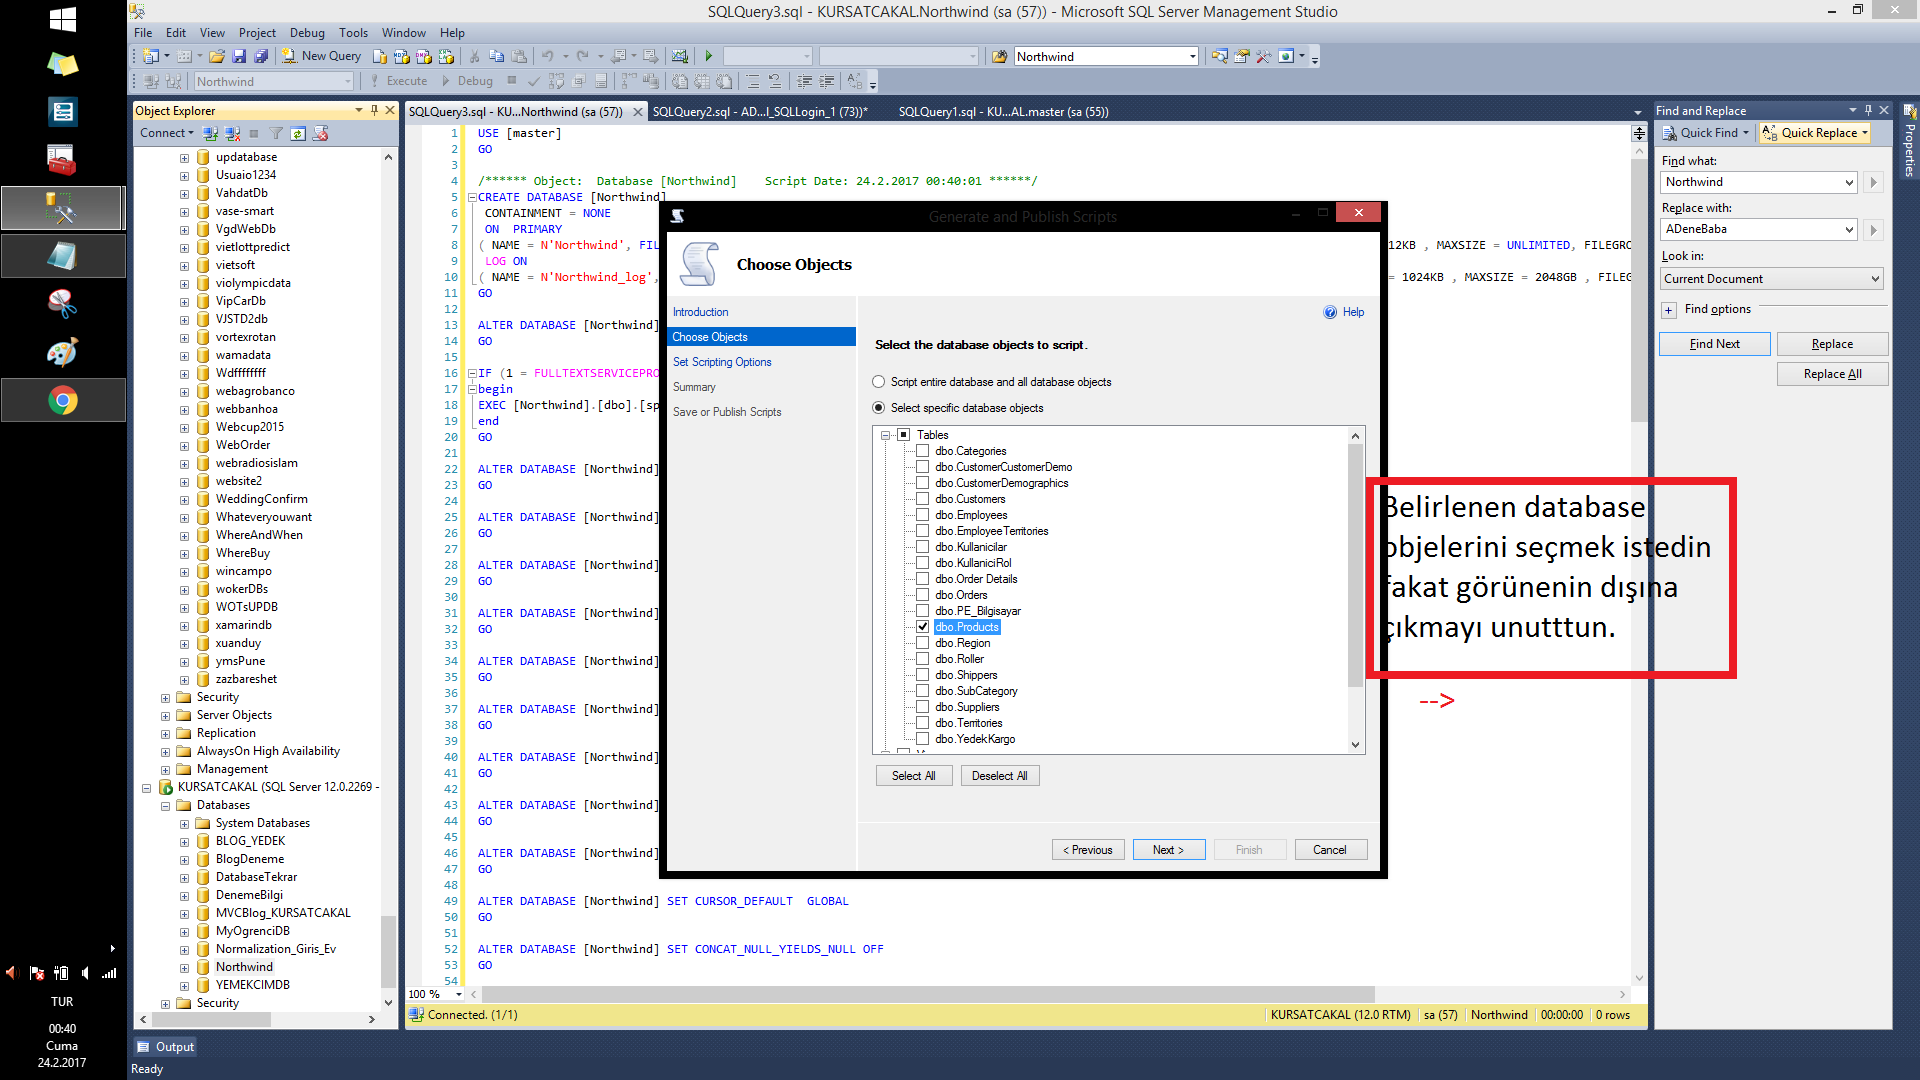 SQLQuery3.sql - KURSATCAKAL.Northwind (sa (57)) - Microsoft SQL Server Management Studio
File Edit View Project Debug Tools Window Help
New Query
Northwind
Northwind
Execute
Debug
Object Explorer
Connect
updatabase
Usuaio1234
VahdatDb
vase-smart
VgdWebDb
vietlottpredict
vietsoft
violympicdata
VipCarDb
VJSTD2db
vortexrotan
wamadata
Wdffffffff
webagrobanco
webbanhoa
Webcup2015
WebOrder
webradiosislam
website2
WeddingConfirm
Whateveryouwant
WhereAndWhen
WhereBuy
wincampo
wokerDBs
WOTsUPDB
xamarindb
xuanduy
ymsPune
zazbareshet
Security
Server Objects
Replication
AlwaysOn High Availability
Management
KURSATCAKAL (SQL Server 12.0.2269 -
Databases
System Databases
BLOG_YEDEK
BlogDeneme
DatabaseTekrar
DenemeBilgi
MVCBlog_KURSATCAKAL
MyOgrenciDB
Normalization_Giris_Ev
Northwind
YEMEKCIMDB
Security
SQLQuery3.sql - KU...Northwind (sa (57))
SQLQuery2.sql - AD...I_SQLLogin_1 (73))*
SQLQuery1.sql - KU...AL.master (sa (55))
1 USE [master]
2 GO
3
4 /****** Object:  Database [Northwind]    Script Date: 24.2.2017 00:40:01 ******/
5 CREATE DATABASE [Northwind]
6 CONTAINMENT = NONE
7 ON  PRIMARY
8 ( NAME = N'Northwind', FIL 12KB , MAXSIZE = UNLIMITED, FILEGRO
9 LOG ON
10 ( NAME = N'Northwind_log', = 1024KB , MAXSIZE = 2048GB , FILEG
11 GO
12
13 ALTER DATABASE [Northwind]
14 GO
15
16 IF (1 = FULLTEXTSERVICEPRO
17 begin
18 EXEC [Northwind].[dbo].[sp
19 end
20 GO
21
22 ALTER DATABASE [Northwind]
23 GO
24
25 ALTER DATABASE [Northwind]
26 GO
27
28 ALTER DATABASE [Northwind]
29 GO
30
31 ALTER DATABASE [Northwind]
32 GO
33
34 ALTER DATABASE [Northwind]
35 GO
36
37 ALTER DATABASE [Northwind]
38 GO
39
40 ALTER DATABASE [Northwind]
41 GO
42
43 ALTER DATABASE [Northwind]
44 GO
45
46 ALTER DATABASE [Northwind]
47 GO
48
49 ALTER DATABASE [Northwind] SET CURSOR_DEFAULT  GLOBAL
50 GO
51
52 ALTER DATABASE [Northwind] SET CONCAT_NULL_YIELDS_NULL OFF
53 GO
54
100 %
Connected. (1/1)
KURSATCAKAL (12.0 RTM) sa (57) Northwind 00:00:00 0 rows
Generate and Publish Scripts
Choose Objects
Introduction
Choose Objects
Set Scripting Options
Summary
Save or Publish Scripts
Help
Select the database objects to script.
Script entire database and all database objects
Select specific database objects
Tables
dbo.Categories
dbo.CustomerCustomerDemo
dbo.CustomerDemographics
dbo.Customers
dbo.Employees
dbo.EmployeeTerritories
dbo.Kullanicilar
dbo.KullaniciRol
dbo.Order Details
dbo.Orders
dbo.PE_Bilgisayar
dbo.Products
dbo.Region
dbo.Roller
dbo.Shippers
dbo.SubCategory
dbo.Suppliers
dbo.Territories
dbo.YedekKargo
Select All
Deselect All
< Previous
Next >
Finish
Cancel
Belirlenen database
objelerini seçmek istedin
fakat görünenin dışına
çıkmayı unutttun.
-->
Find and Replace
Quick Find
Quick Replace
Find what:
Northwind
Replace with:
ADeneBaba
Look in:
Current Document
Find options
Find Next
Replace
Replace All
Properties
Output
Ready
TUR
00:40
Cuma
24.2.2017